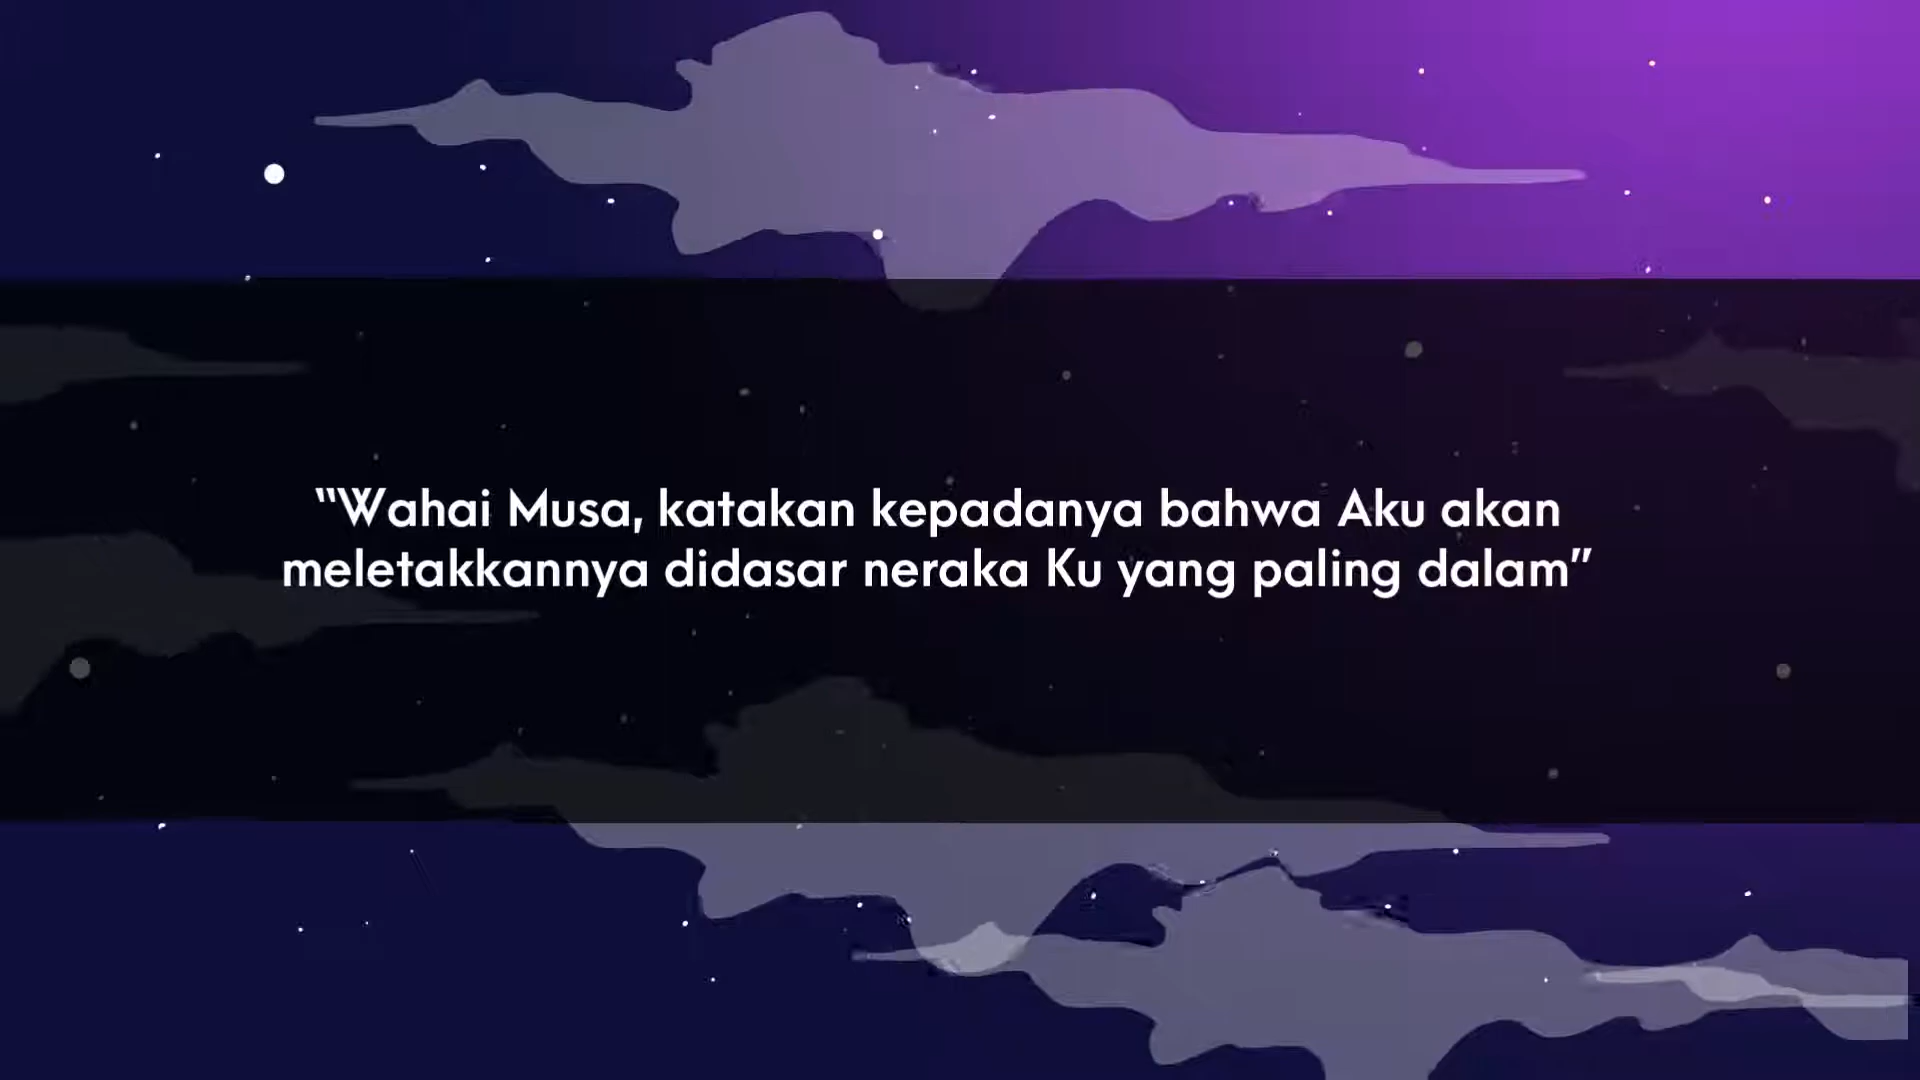 “Wahai Musa, katakan kepadanya bahwa Aku akan
meletakkannya didasar neraka Ku yang paling dalam”